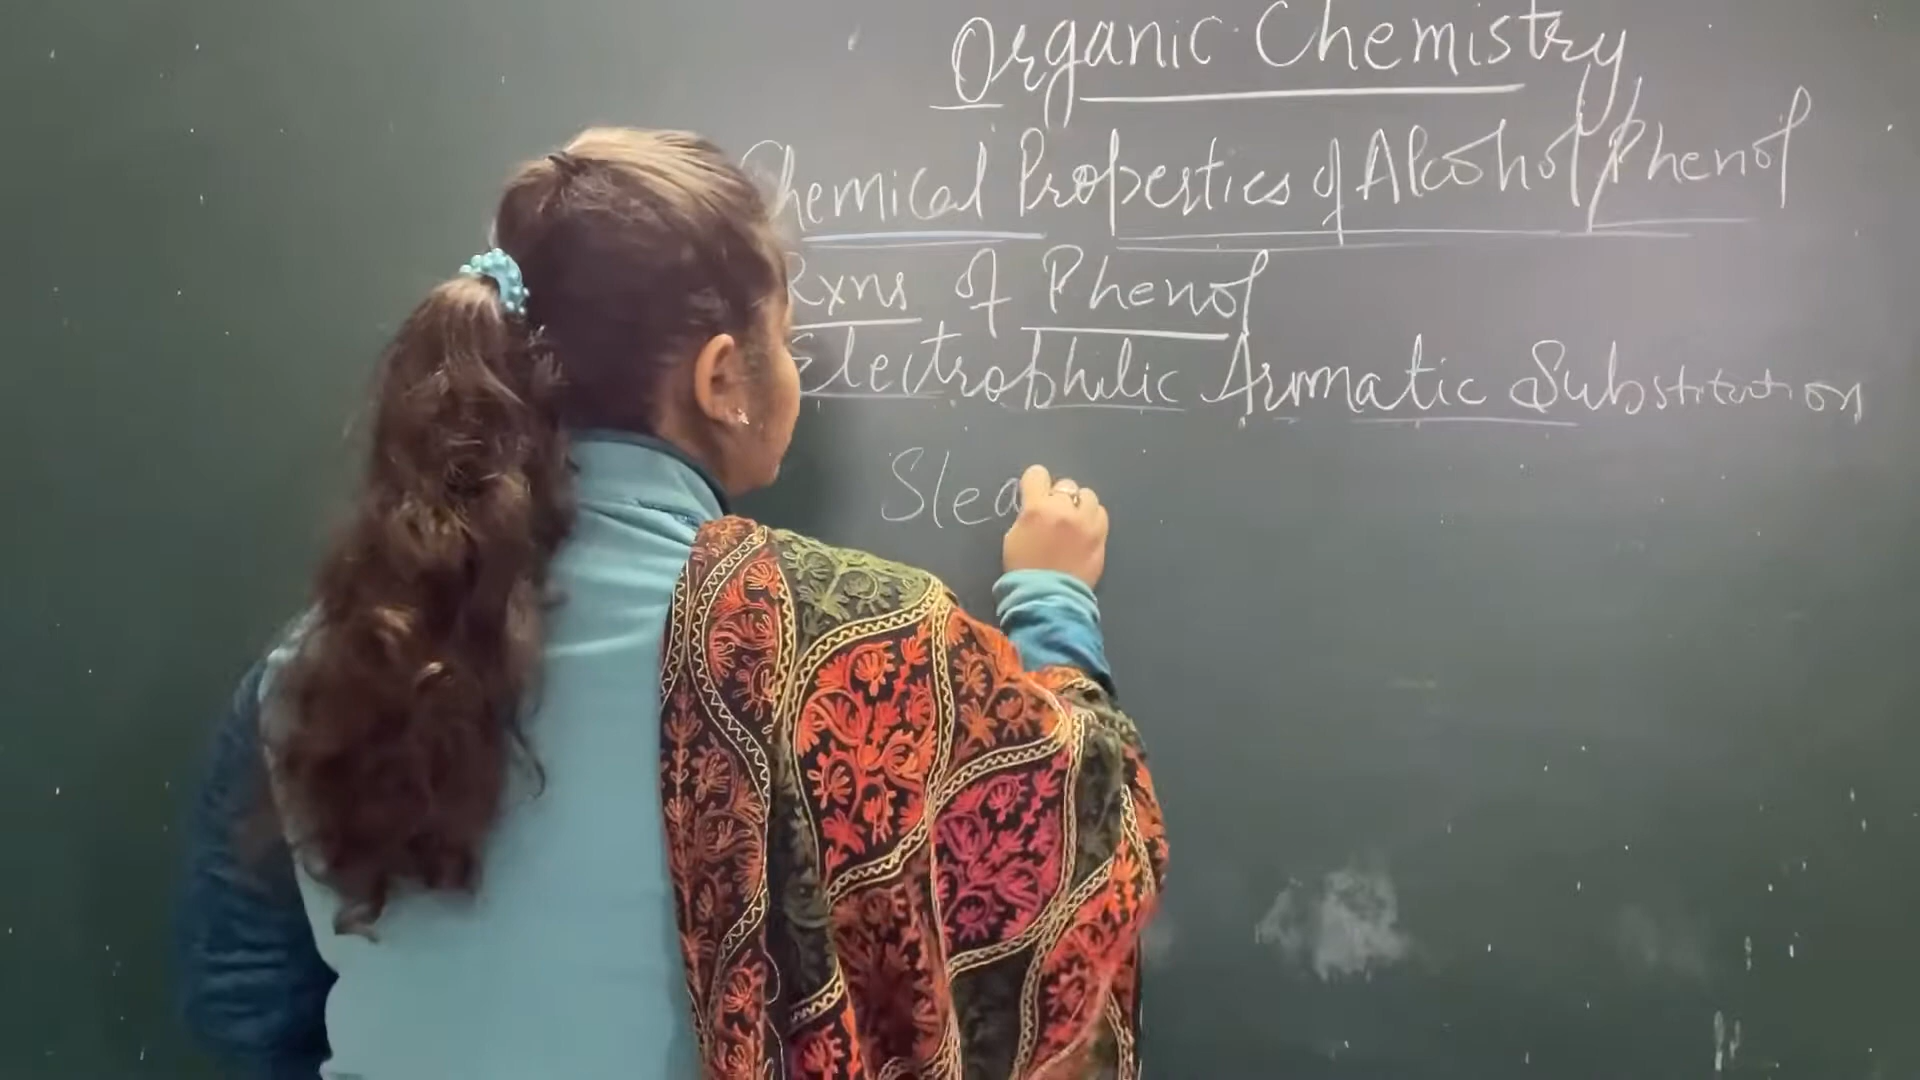 Organic Chemistry
Chemical Properties of Alcohol Phenol
Rxns of Phenol
Electrophilic Aromatic Substitution
Slea